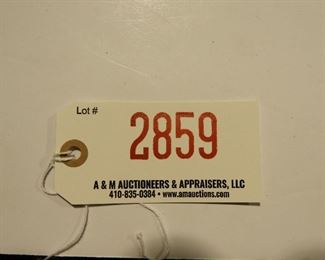 Lot #
2859
A & M AUCTIONEERS & APPRAISERS, LLC
410-835-0384 • www.amauctions.com